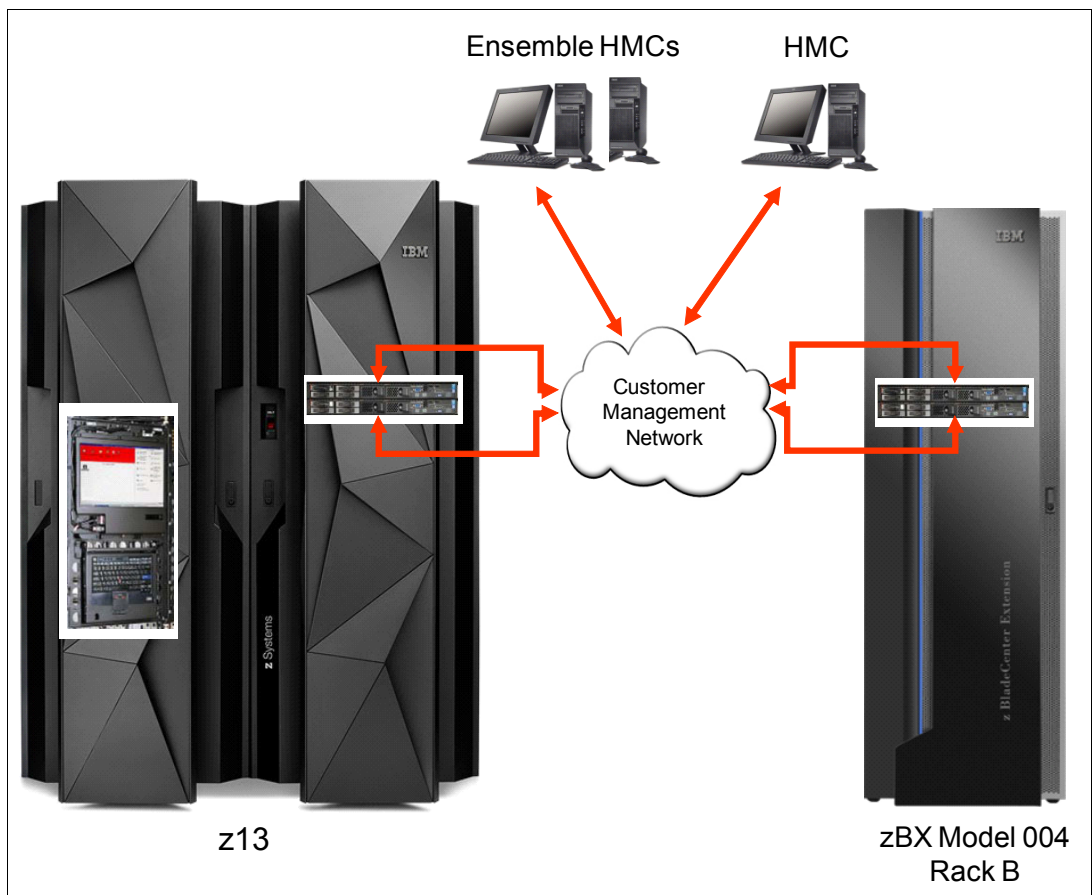 Ensemble HMCs
HMC
IBM
IBM
Customer
Management
Network
z Systems
z BladeCenter Extension
z13
zBX Model 004
Rack B